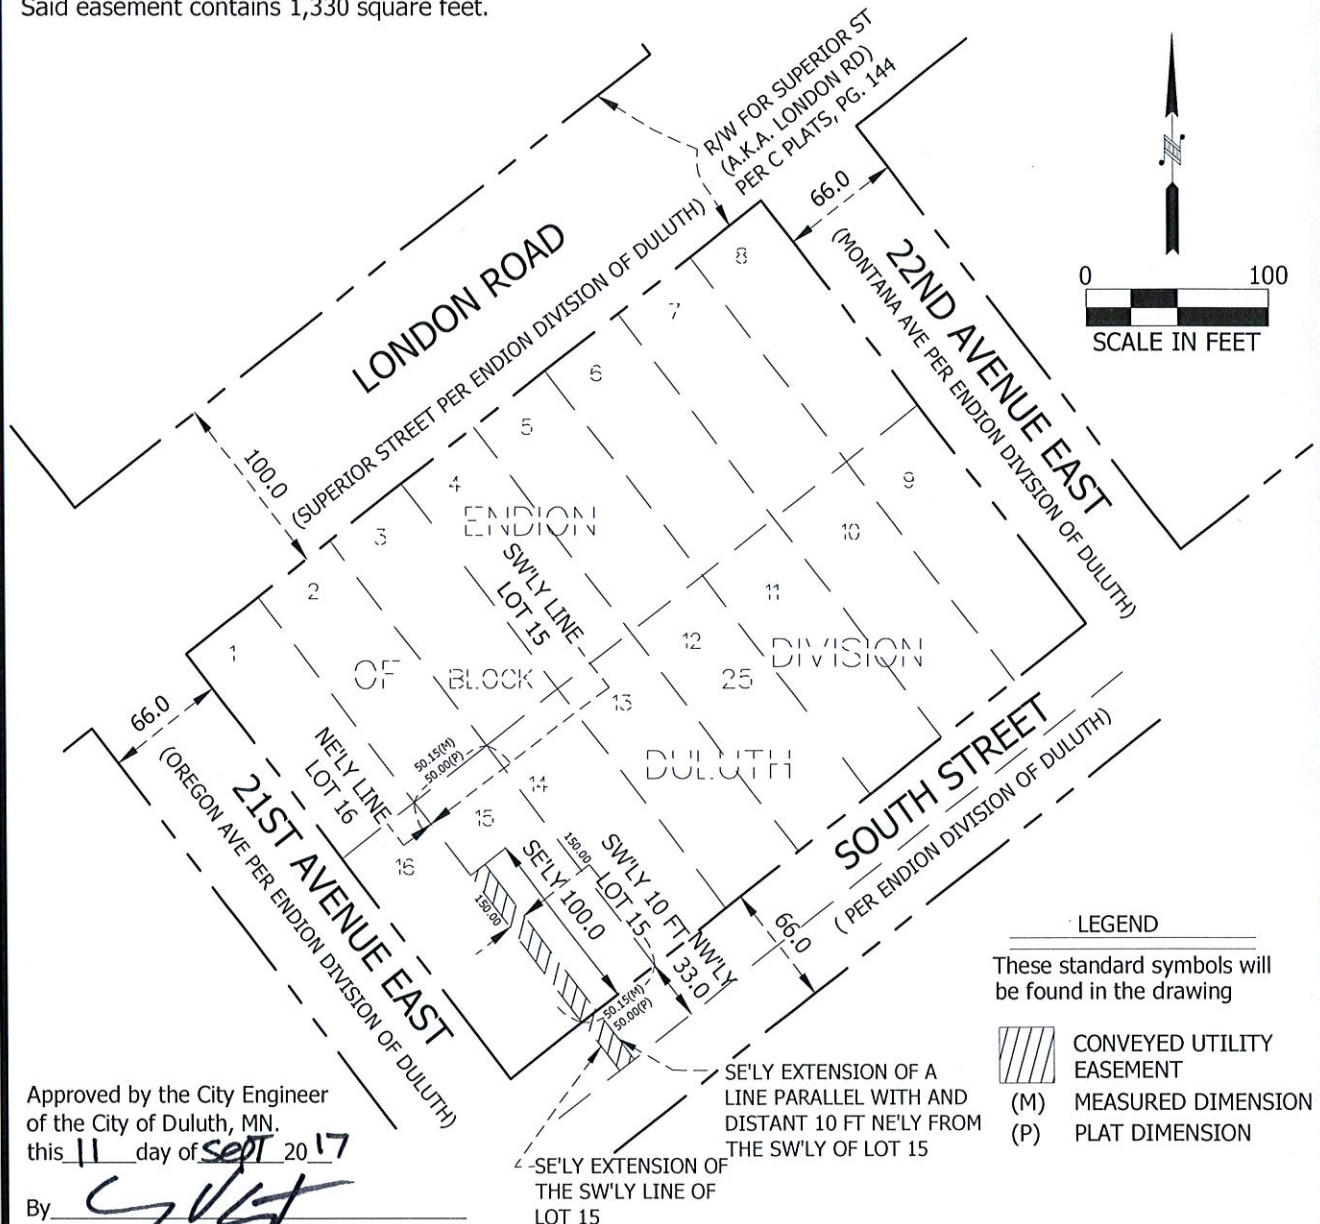 Said easement contains 1,330 square feet.
R/W FOR SUPERIOR ST
(A.K.A. LONDON RD)
PER C PLATS, PG. 144
66.0
N
0 100
SCALE IN FEET
LONDON ROAD
(SUPERIOR STREET PER ENDION DIVISION OF DULUTH)
22ND AVENUE EAST
(MONTANA AVE PER ENDION DIVISION OF DULUTH)
100.0
8
7
6
5
4
3
2
1
9
10
11
12
13
14
15
16
ENDION
SW'LY LINE
LOT 15
OF BLOCK 25 DIVISION
DULUTH
66.0
NE'LY LINE
LOT 16
50.15(M)
50.00(P)
21ST AVENUE EAST
(OREGON AVE PER ENDION DIVISION OF DULUTH)
150.00
SE'LY 100.0
150.00
SW'LY 10 FT
LOT 15
NW'LY
33.0
50.15(M)
50.00(P)
SOUTH STREET
( PER ENDION DIVISION OF DULUTH)
66.0
LEGEND
These standard symbols will
be found in the drawing
CONVEYED UTILITY
EASEMENT
(M) MEASURED DIMENSION
(P) PLAT DIMENSION
SE'LY EXTENSION OF A
LINE PARALLEL WITH AND
DISTANT 10 FT NE'LY FROM
THE SW'LY OF LOT 15
SE'LY EXTENSION OF
THE SW'LY LINE OF
LOT 15
Approved by the City Engineer
of the City of Duluth, MN.
this 11 day of sept 20 17
By